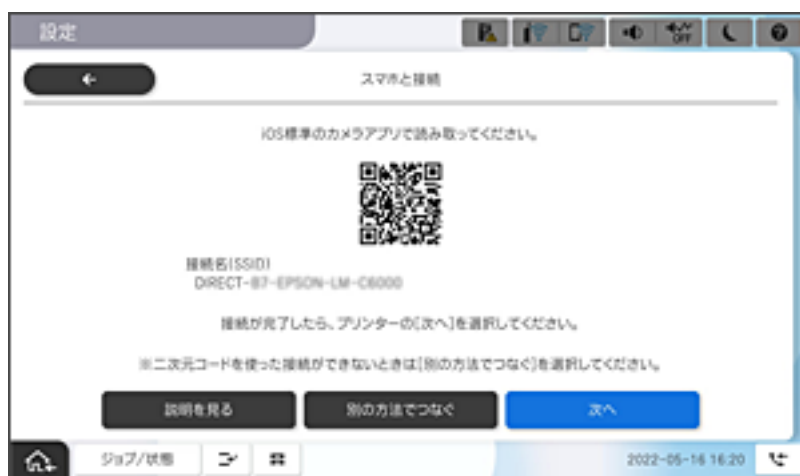 設定
OFF
スマホと接続
iOS標準のカメラアプリで読み取ってください。
接続名(SSID)
DIRECT-B7-EPSON-LM-C6000
接続が完了したら、プリンターの[次へ]を選択してください。
※二次元コードを使った接続ができないときは[別の方法でつなぐ]を選択してください。
説明を見る
別の方法でつなぐ
次へ
ジョブ/状態
2022-05-16 16:20